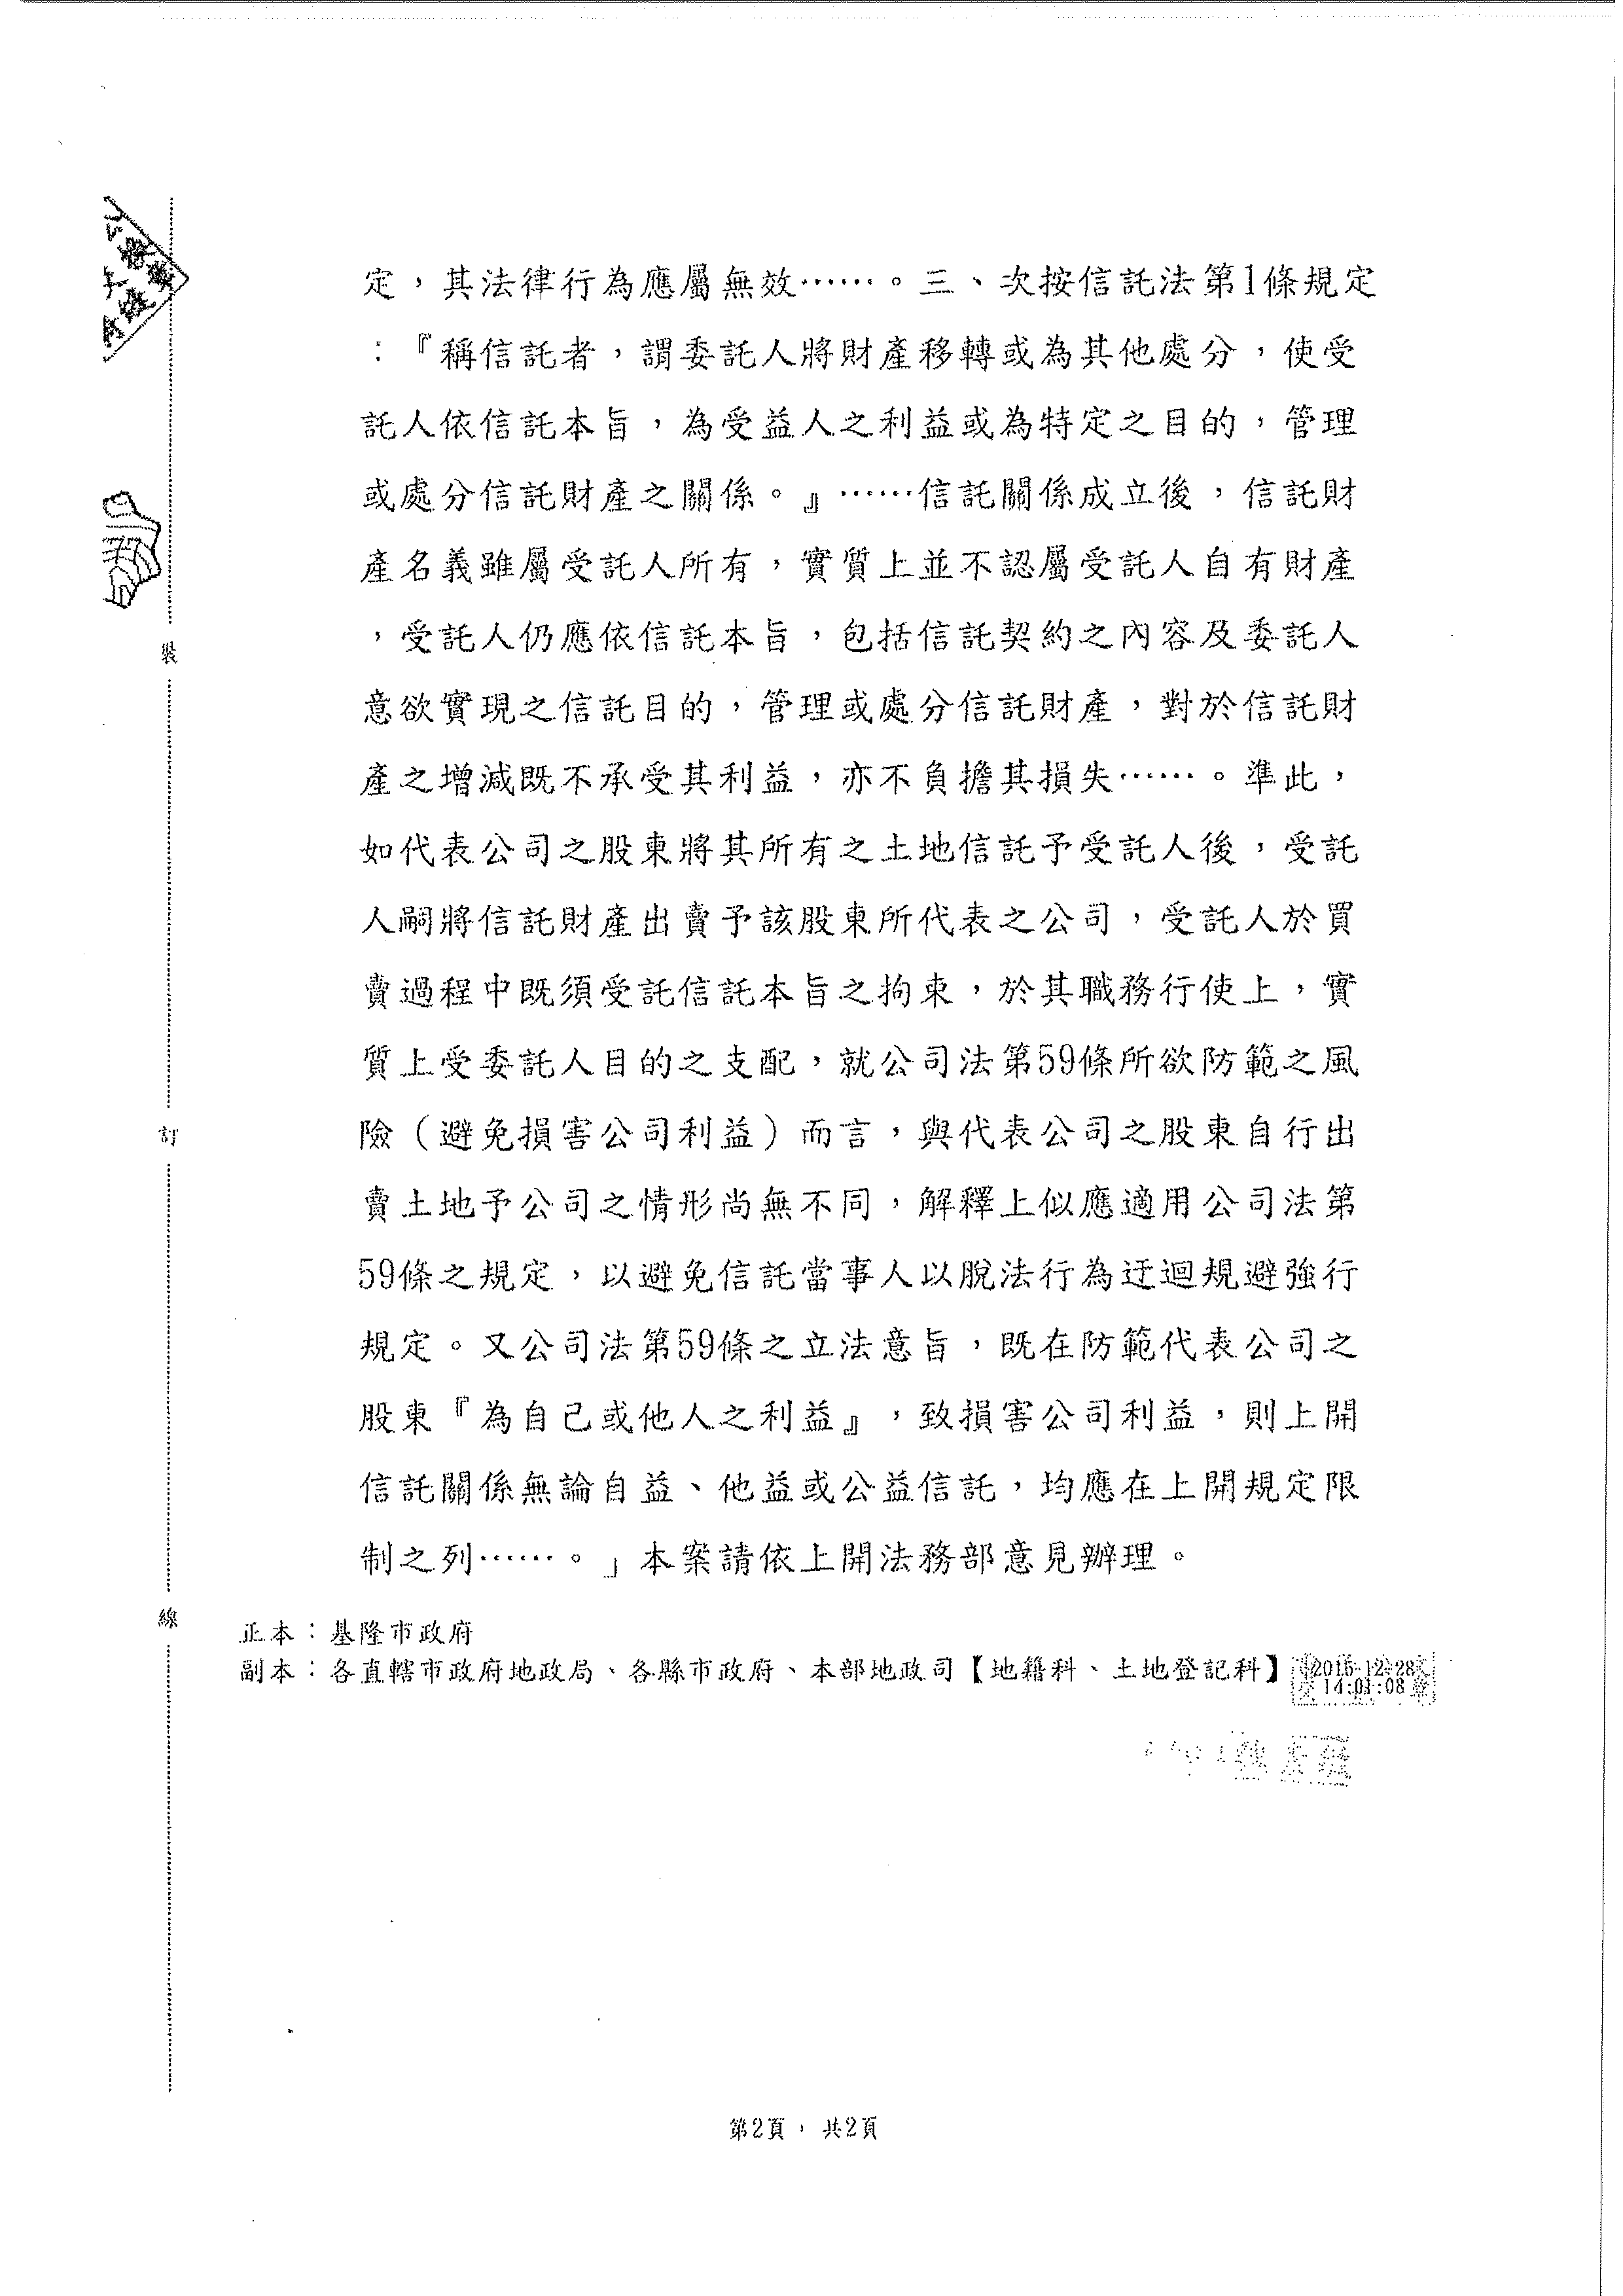 定，其法律行為應屬無效……。三、次按信託法第1條規定
：『稱信託者，謂委託人將財產移轉或為其他處分，使受
託人依信託本旨，為受益人之利益或為特定之目的，管理
或處分信託財產之關係。』……信託關係成立後，信託財
產名義雖屬受託人所有，實質上並不認屬受託人自有財產
，受託人仍應依信託本旨，包括信託契約之內容及委託人
意欲實現之信託目的，管理或處分信託財產，對於信託財
產之增減既不承受其利益，亦不負擔其損失……。準此，
如代表公司之股東將其所有之土地信託予受託人後，受託
人嗣將信託財產出賣予該股東所代表之公司，受託人於買
賣過程中既須受託信託本旨之拘束，於其職務行使上，實
質上受委託人目的之支配，就公司法第59條所欲防範之風
險（避免損害公司利益）而言，與代表公司之股東自行出
賣土地予公司之情形尚無不同，解釋上似應適用公司法第
59條之規定，以避免信託當事人以脫法行為迂迴規避強行
規定。又公司法第59條之立法意旨，既在防範代表公司之
股東『為自己或他人之利益』，致損害公司利益，則上開
信託關係無論自益、他益或公益信託，均應在上開規定限
制之列……。」本案請依上開法務部意見辦理。
裝
訂
線
正本：基隆市政府
副本：各直轄市政府地政局、各縣市政府、本部地政司【地籍科、土地登記科】
14:01:08
第2頁， 共2頁